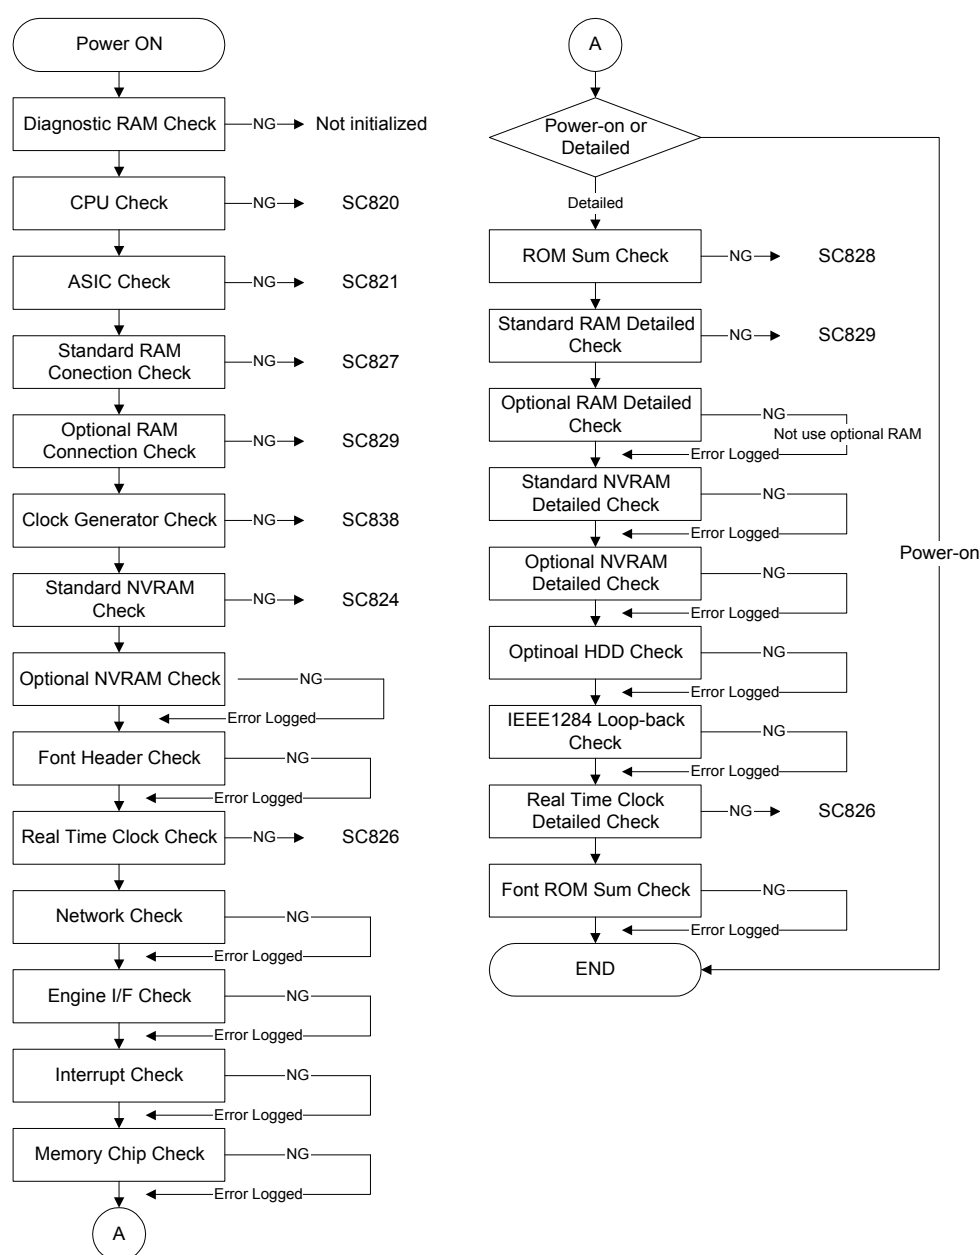 Power ON
Diagnostic RAM Check
NG
Not initialized
CPU Check
NG
SC820
ASIC Check
NG
SC821
Standard RAM
Conection Check
NG
SC827
Optional RAM
Connection Check
NG
SC829
Clock Generator Check
NG
SC838
Standard NVRAM
Check
NG
SC824
Optional NVRAM Check
NG
Error Logged
Font Header Check
NG
Error Logged
Real Time Clock Check
NG
SC826
Network Check
NG
Error Logged
Engine I/F Check
NG
Error Logged
Interrupt Check
NG
Error Logged
Memory Chip Check
NG
Error Logged
A
A
Power-on or
Detailed
Detailed
Power-on
ROM Sum Check
NG
SC828
Standard RAM Detailed
Check
NG
SC829
Optional RAM Detailed
Check
NG
Not use optional RAM
Error Logged
Standard NVRAM
Detailed Check
NG
Error Logged
Optional NVRAM
Detailed Check
NG
Error Logged
Optinoal HDD Check
NG
Error Logged
IEEE1284 Loop-back
Check
NG
Error Logged
Real Time Clock
Detailed Check
NG
SC826
Font ROM Sum Check
NG
Error Logged
END